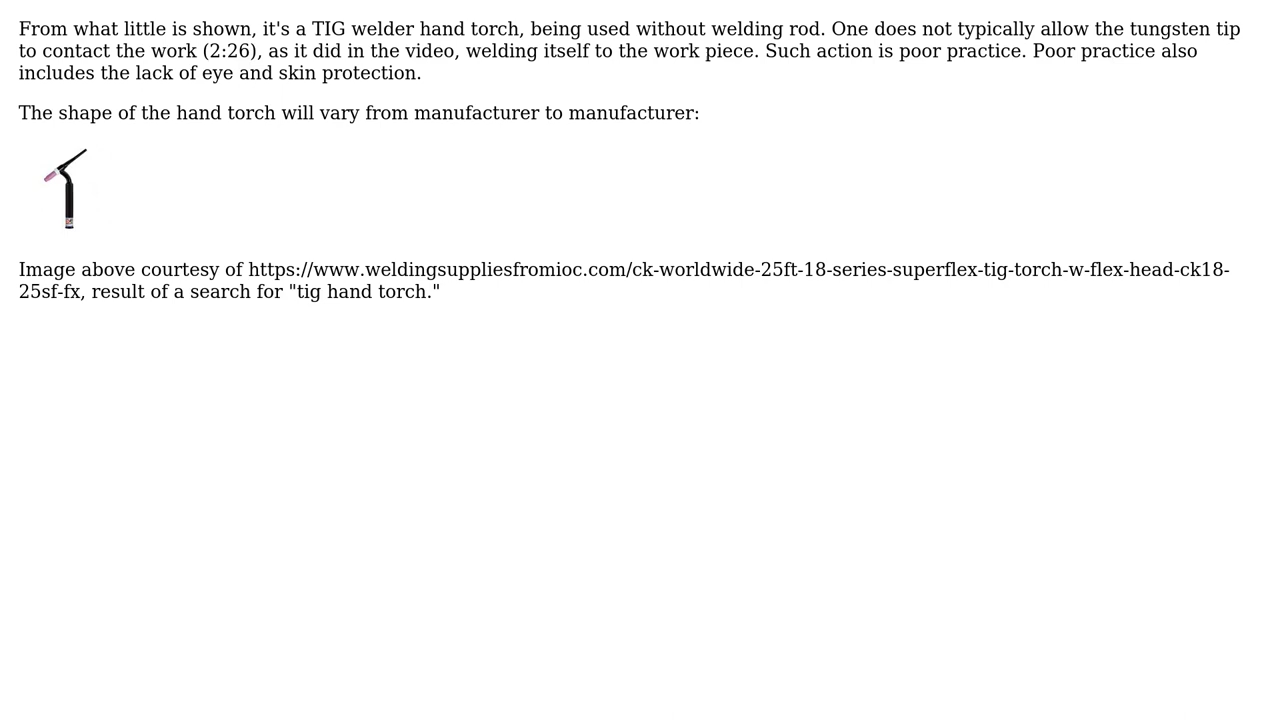 From what little is shown, it's a TIG welder hand torch, being used without welding rod. One does not typically allow the tungsten tip
to contact the work (2:26), as it did in the video, welding itself to the work piece. Such action is poor practice. Poor practice also
includes the lack of eye and skin protection.
The shape of the hand torch will vary from manufacturer to manufacturer:
Image above courtesy of https://www.weldingsuppliesfromioc.com/ck-worldwide-25ft-18-series-superflex-tig-torch-w-flex-head-ck18-
25sf-fx, result of a search for "tig hand torch."